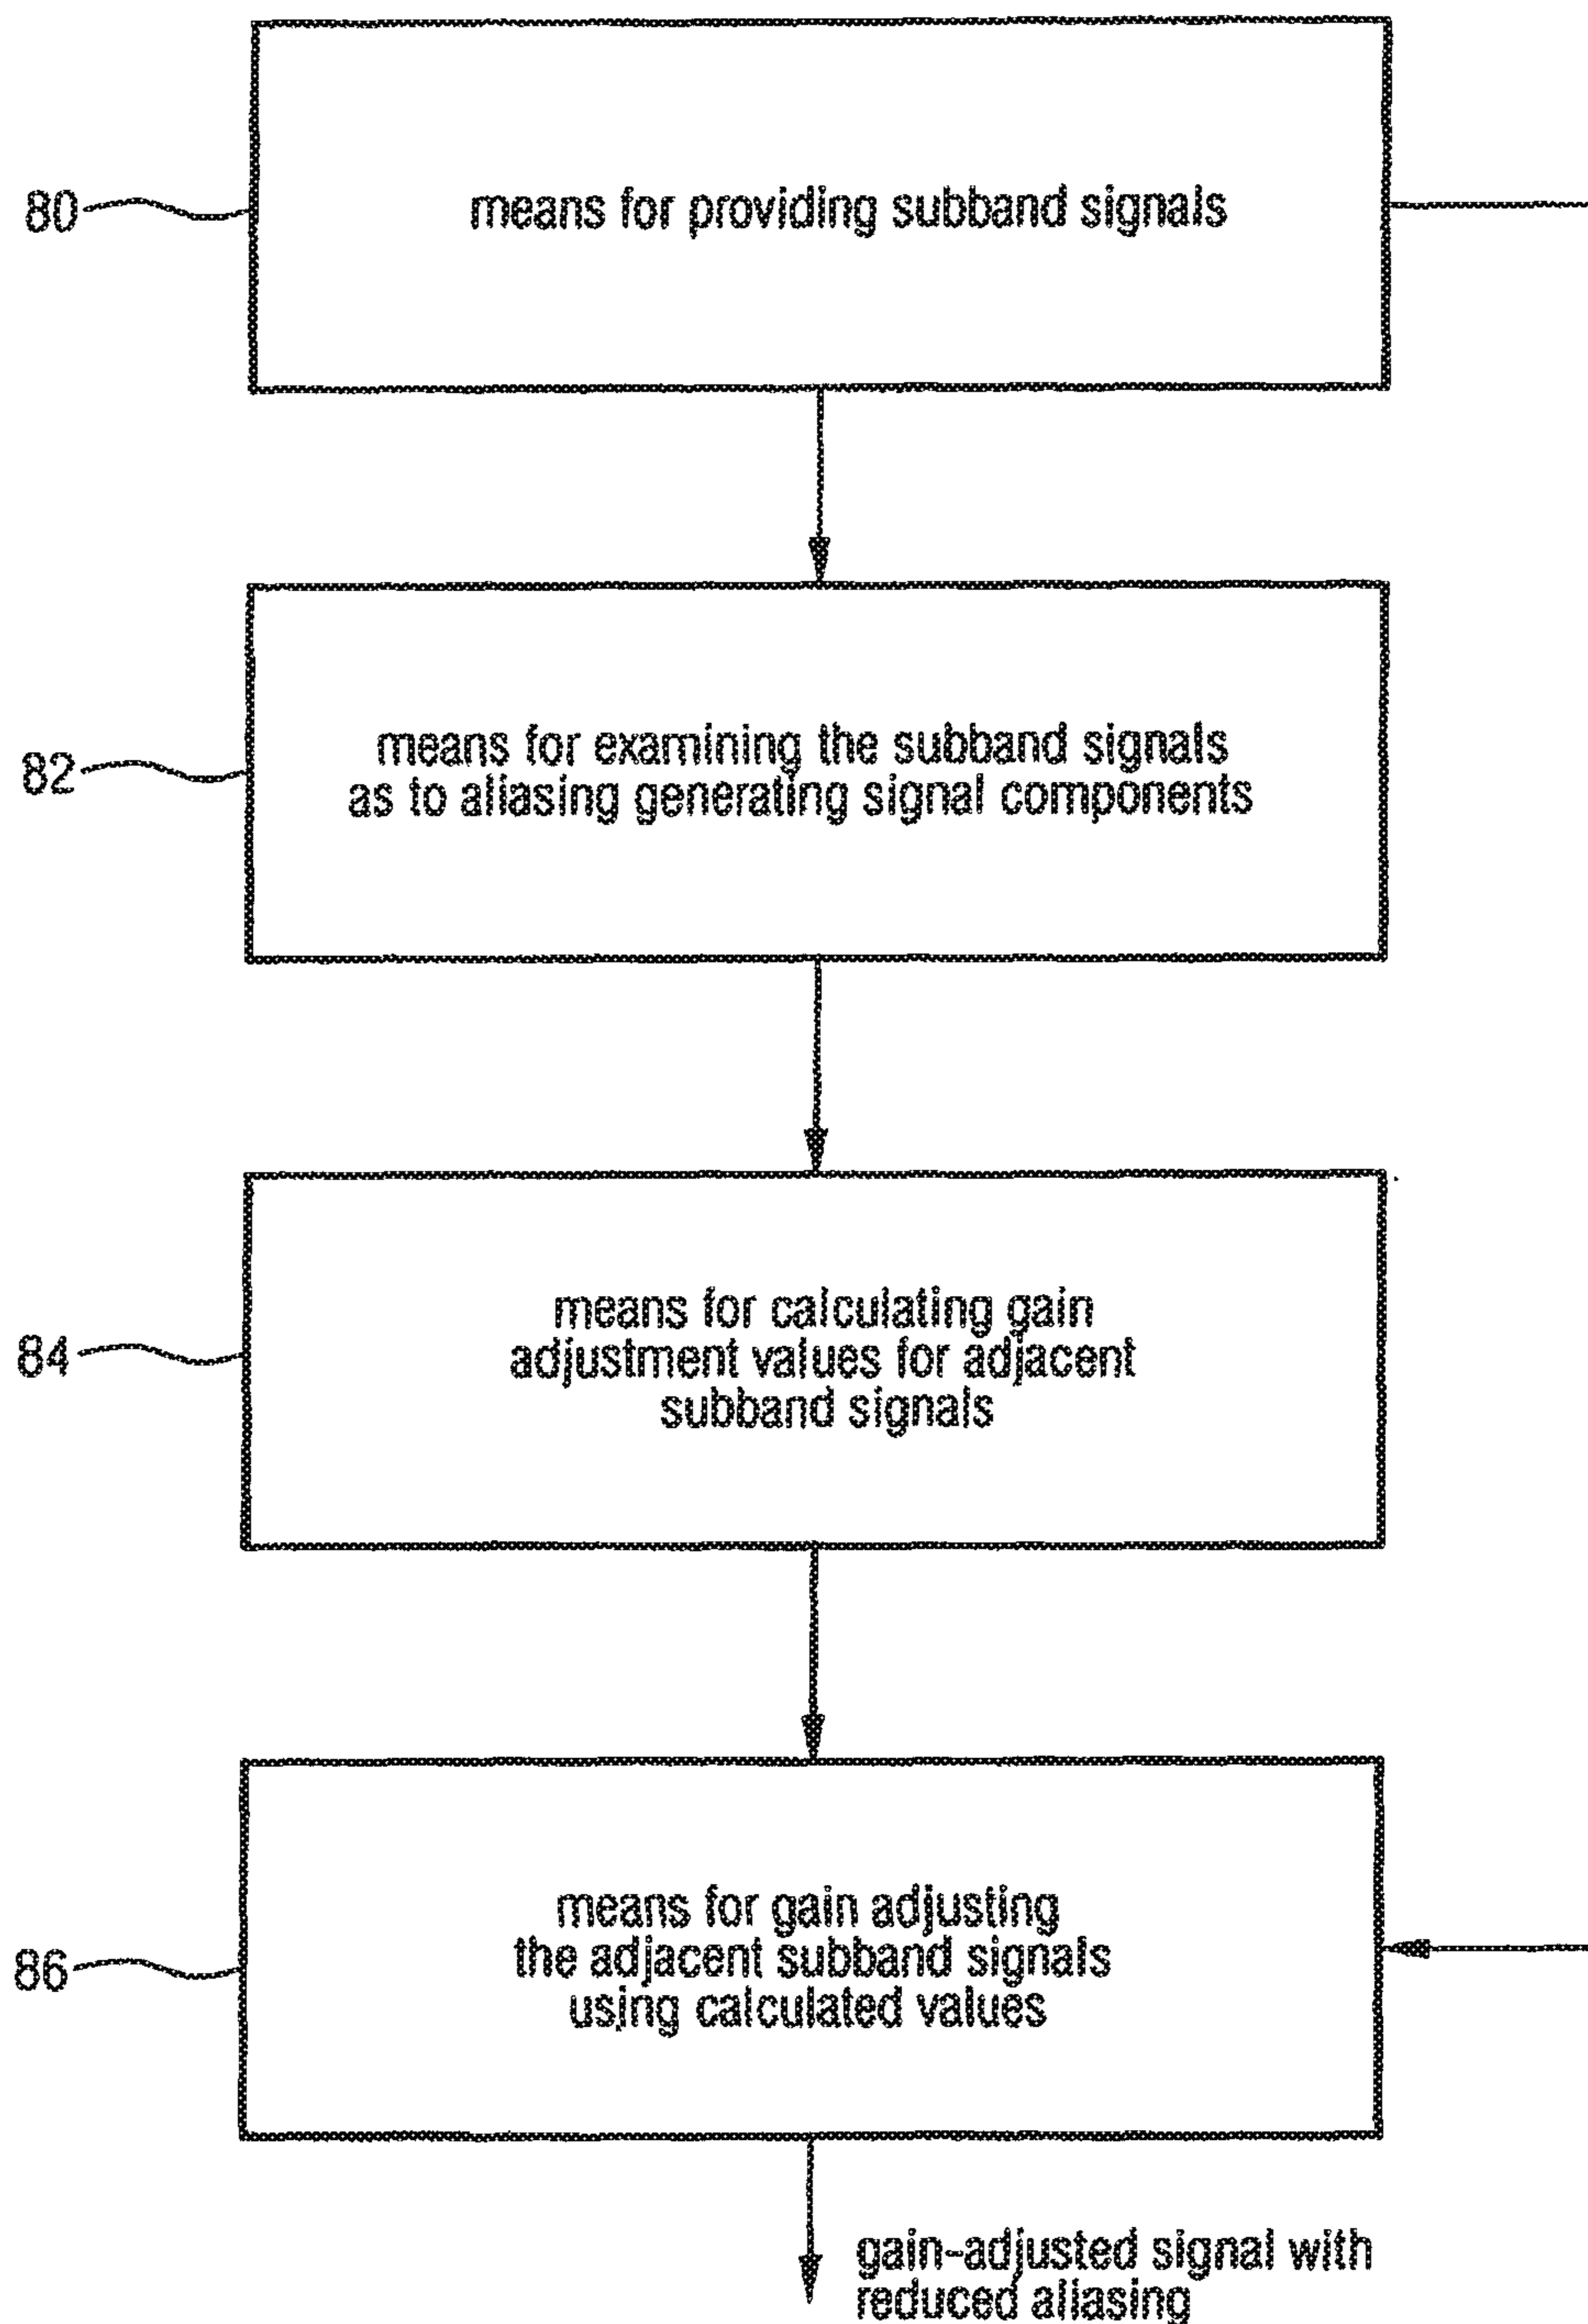 80
means for providing subband signals
82
means for examining the subband signals
as to aliasing generating signal components
84
means for calculating gain
adjustment values for adjacent
subband signals
86
means for gain adjusting
the adjacent subband signals
using calculated values
gain-adjusted signal with
reduced aliasing